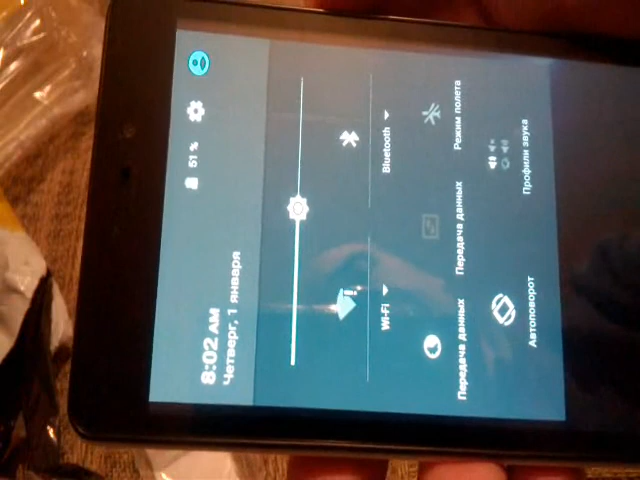 51 %
8:02 AM
Четверг, 1 января
Wi-Fi
Bluetooth
Передача данных
Передача данных
Режим полета
Автоповорот
Профили звука